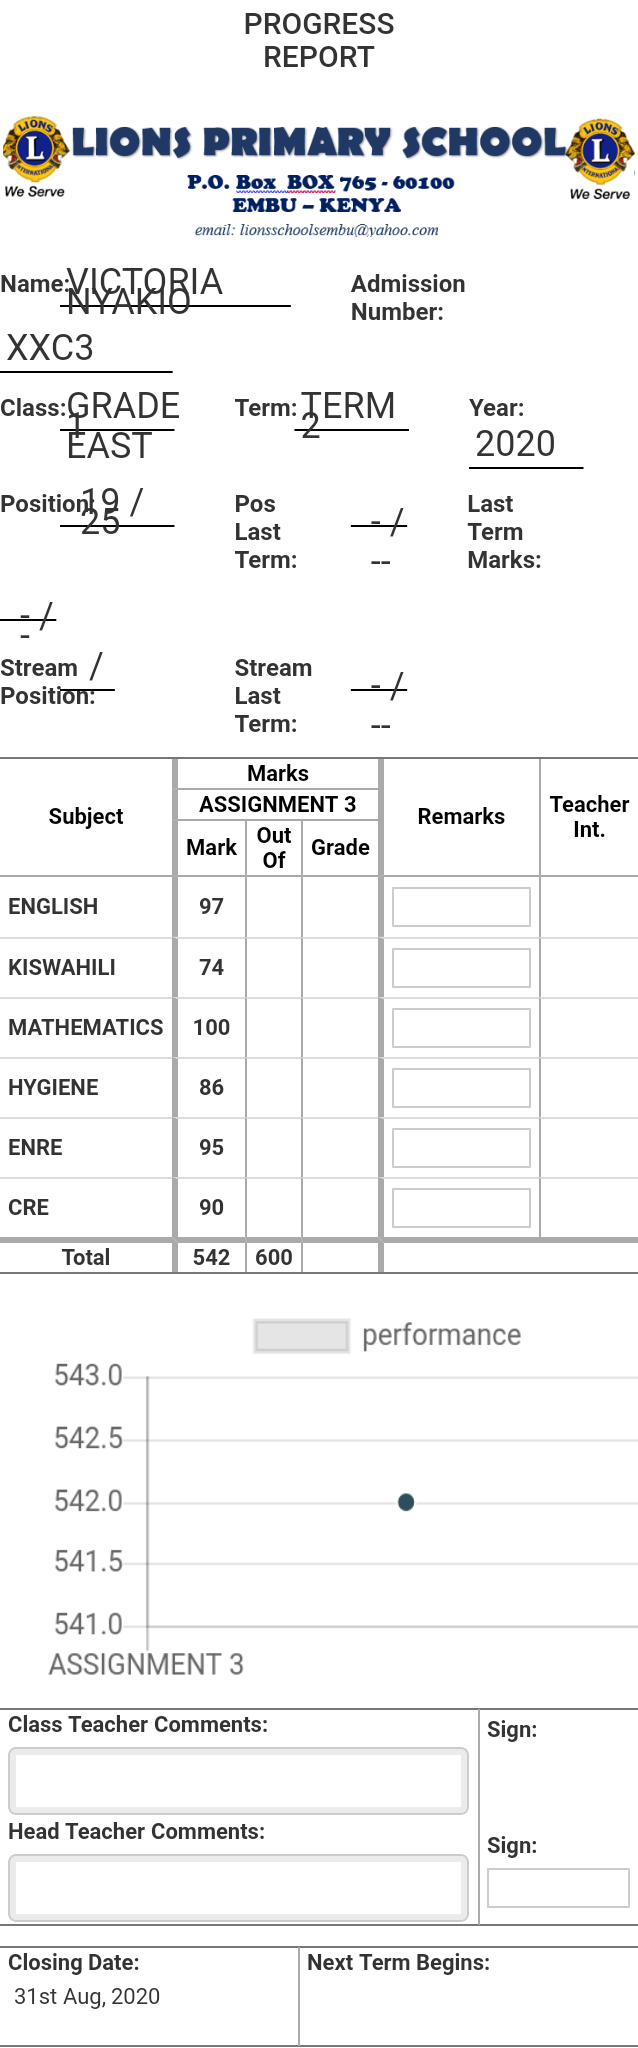 PROGRESS
REPORT
LIONS INTERNATIONAL L We Serve
LIONS PRIMARY SCHOOL
P.O. Box BOX 765 - 60100
EMBU – KENYA
email: lionsschoolsembu@yahoo.com
LIONS INTERNATIONAL L We Serve
Name: VICTORIA
NYAKIO
Admission
Number:
XXC3
Class: GRADE
1
EAST
Term: TERM
2
Year:
2020
Position: 19 /
25
Pos
Last
Term:
- /
--
Last
Term
Marks:
- /
-
Stream
Position:
/
Stream
Last
Term:
- /
--
Subject Marks Remarks Teacher
Int.
ASSIGNMENT 3
Mark Out
Of Grade
ENGLISH 97
KISWAHILI 74
MATHEMATICS 100
HYGIENE 86
ENRE 95
CRE 90
Total 542 600
performance
543.0
542.5
542.0
541.5
541.0
ASSIGNMENT 3
Class Teacher Comments:
Sign:
Head Teacher Comments:
Sign:
Closing Date:
31st Aug, 2020
Next Term Begins: